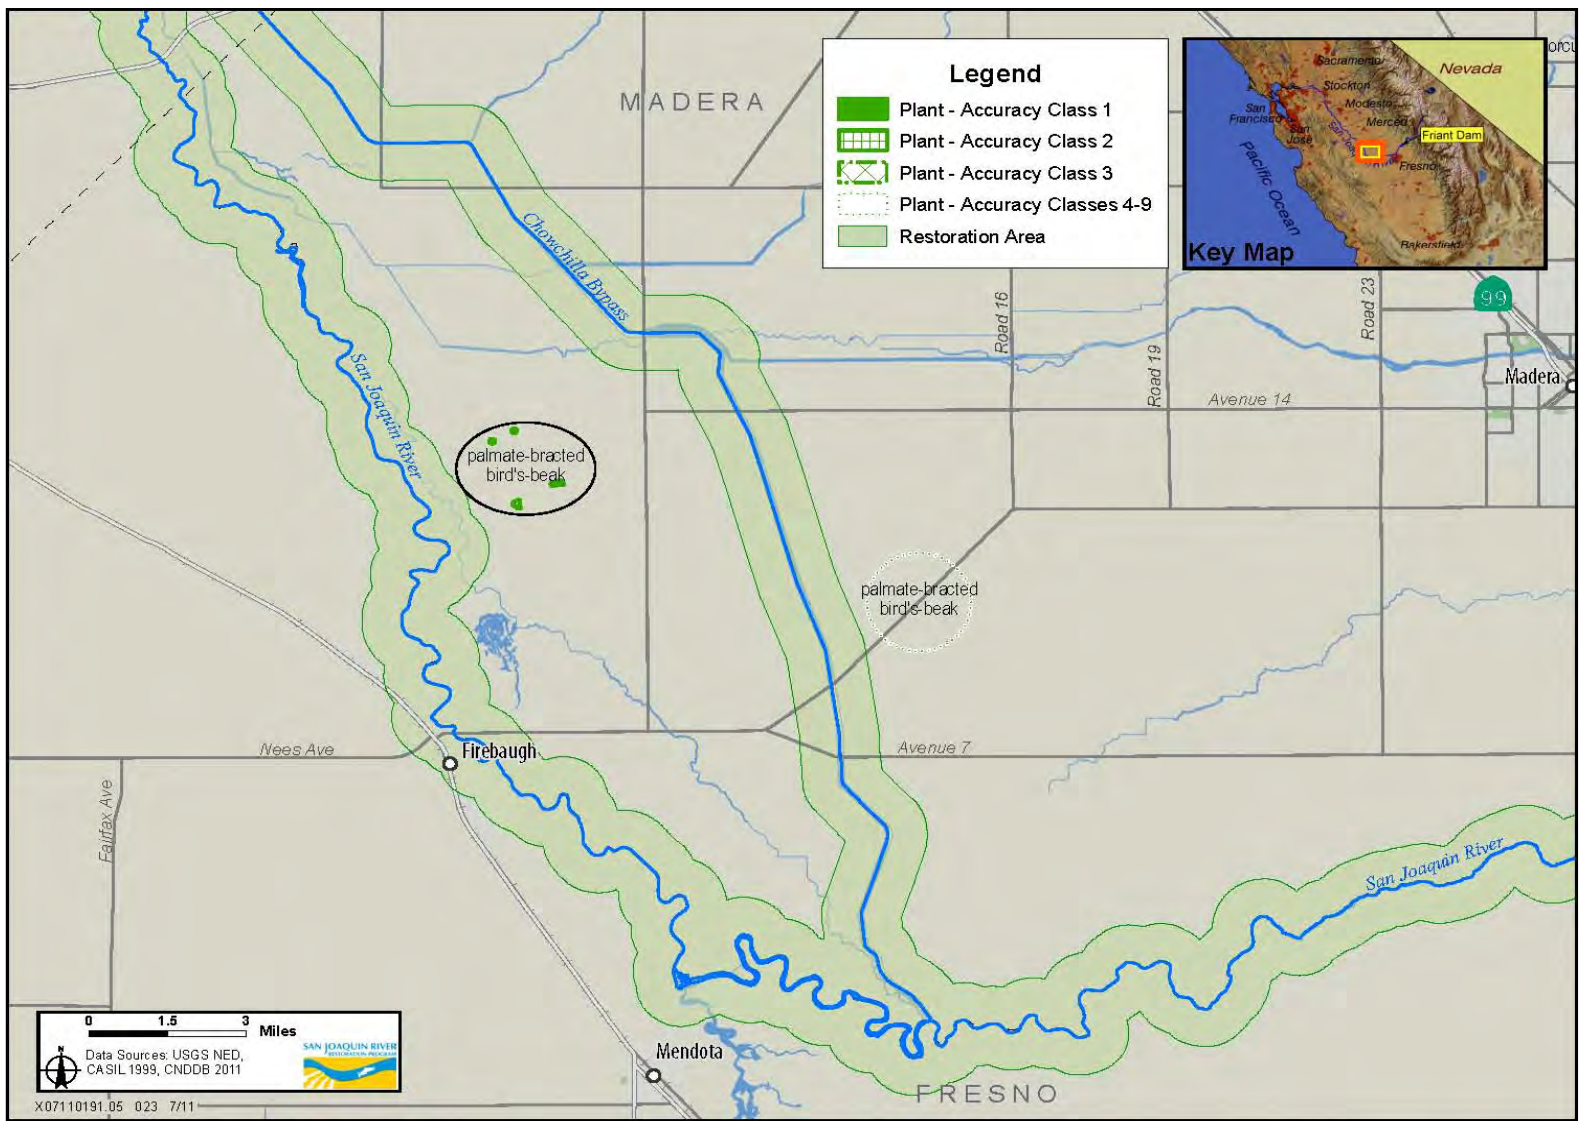 MADERA
Legend
Plant - Accuracy Class 1
Plant - Accuracy Class 2
Plant - Accuracy Class 3
Plant - Accuracy Classes 4-9
Restoration Area
Nevada
Sacramento
Stockton
Modesto
San
Francisco
Merced
San
José
Friant Dam
Fresno
Pacific Ocean
Bakersfield
Key Map
Chowchilla Bypass
San Joaquin River
Road 16
Road 19
Road 23
99
Madera
Avenue 14
palmate-bracted
bird's-beak
palmate-bracted
bird's-beak
Nees Ave
Firebaugh
Avenue 7
Fairfax Ave
San Joaquin River
Mendota
FRESNO
0 1.5 3
Miles
N
Data Sources: USGS NED,
CASIL 1999, CNDDB 2011
SAN JOAQUIN RIVER
RESTORATION PROGRAM
X07110191.05 023 7/11